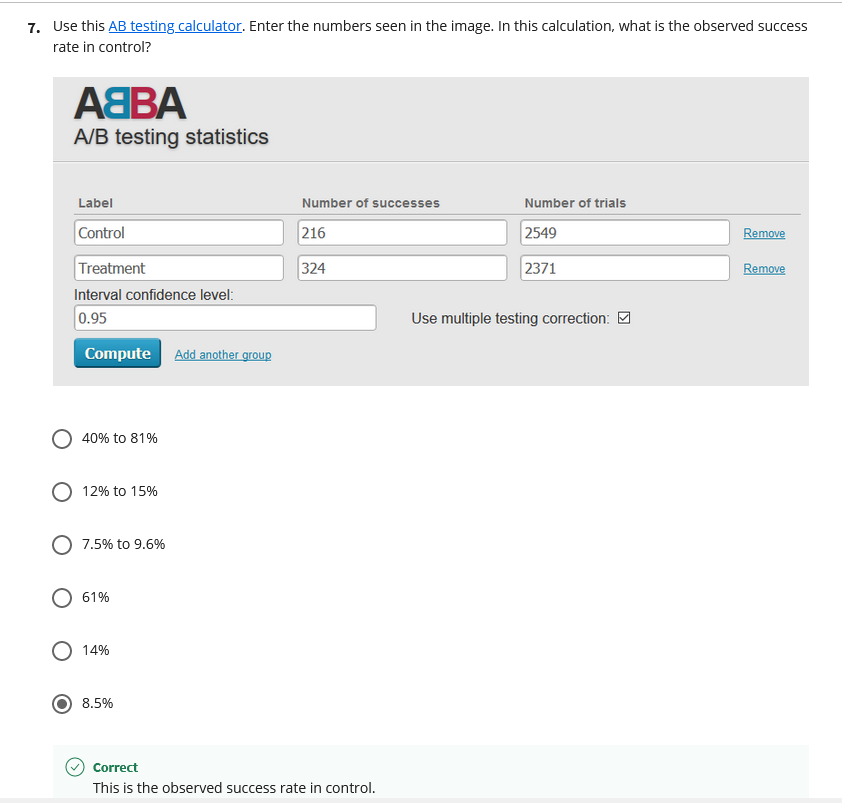 7. Use this AB testing calculator. Enter the numbers seen in the image. In this calculation, what is the observed success
rate in control?
ABBA
A/B testing statistics
Label Number of successes Number of trials
Control 216 2549 Remove
Treatment 324 2371 Remove
Interval confidence level:
0.95 Use multiple testing correction:
Compute Add another group
40% to 81%
12% to 15%
7.5% to 9.6%
61%
14%
8.5%
Correct
This is the observed success rate in control.